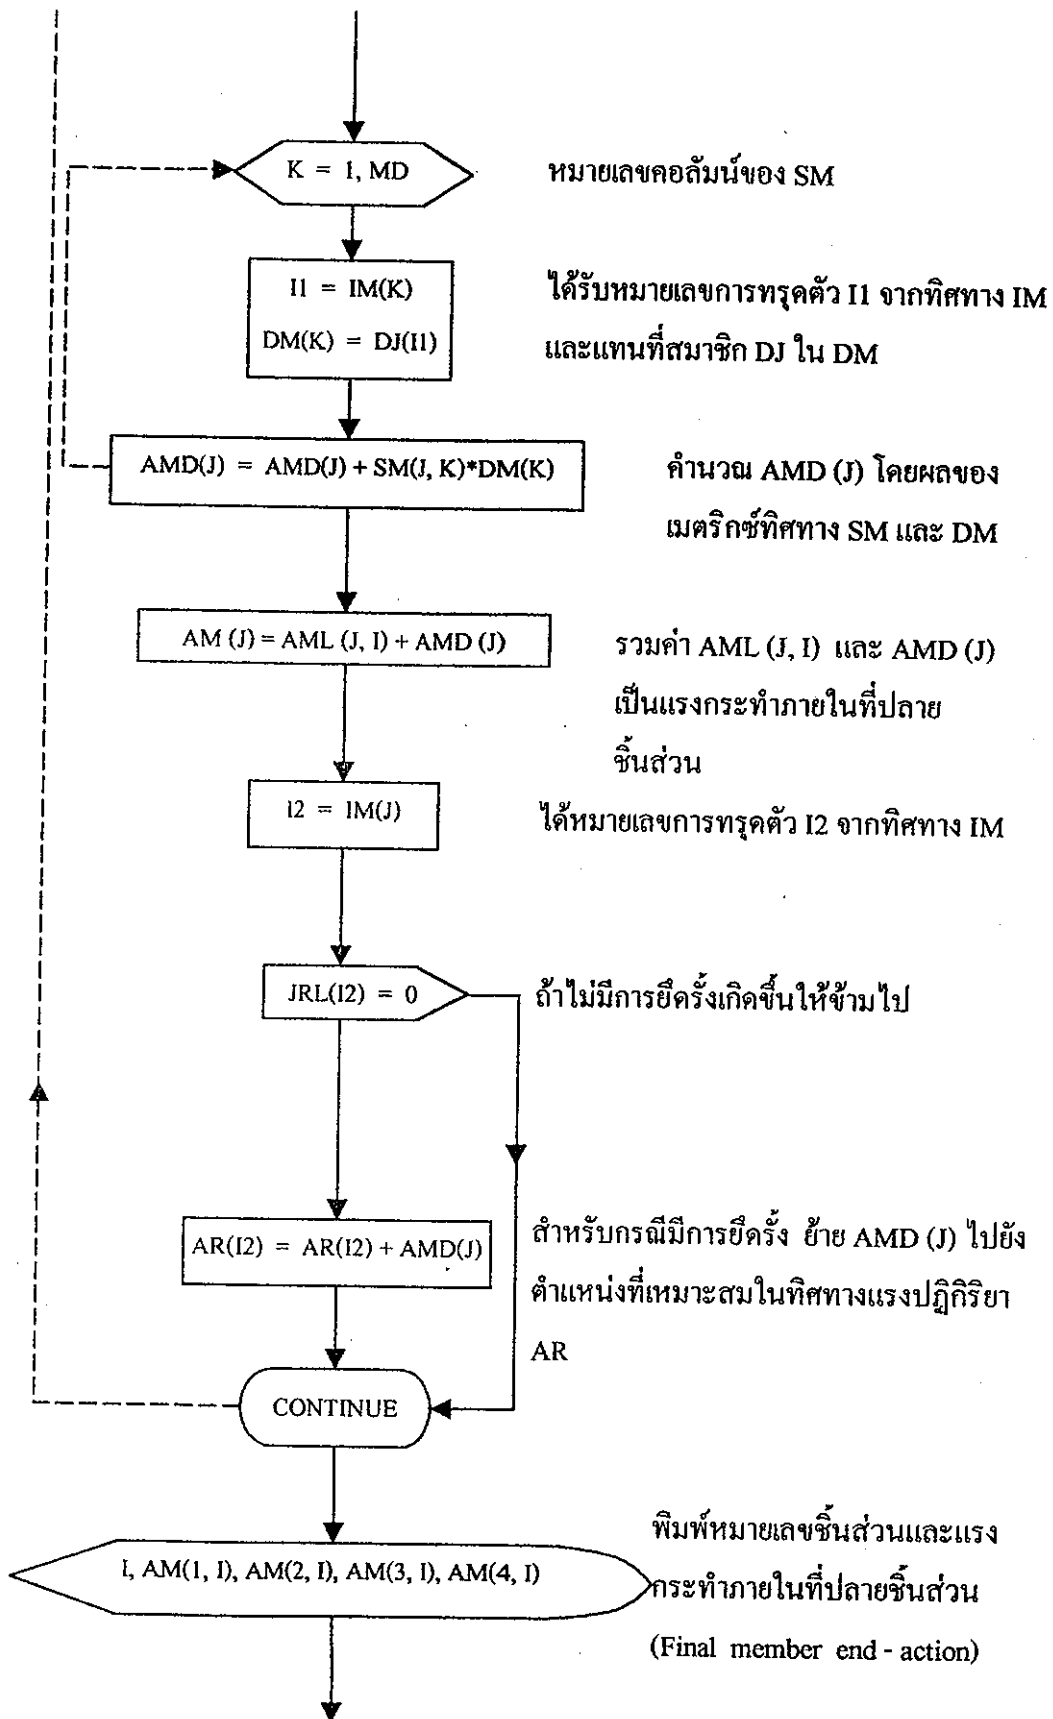 K = 1, MD
หมายเลขคอลัมน์ของ SM
I1 = IM(K)
DM(K) = DJ(I1)
ได้รับหมายเลขการทรุดตัว I1 จากทิศทาง IM
และแทนที่สมาชิก DJ ใน DM
AMD(J) = AMD(J) + SM(J, K)*DM(K)
คำนวณ AMD (J) โดยผลของ
เมตริกซ์ทิศทาง SM และ DM
AM (J) = AML (J, I) + AMD (J)
รวมค่า AML (J, I) และ AMD (J)
เป็นแรงกระทำภายในที่ปลาย
ชิ้นส่วน
I2 = IM(J)
ได้หมายเลขการทรุดตัว I2 จากทิศทาง IM
JRL(I2) = 0
ถ้าไม่มีการยึดรั้งเกิดขึ้นให้ข้ามไป
AR(I2) = AR(I2) + AMD(J)
สำหรับกรณีมีการยึดรั้ง ย้าย AMD (J) ไปยัง
ตำแหน่งที่เหมาะสมในทิศทางแรงปฏิกิริยา
AR
CONTINUE
I, AM(1, I), AM(2, I), AM(3, I), AM(4, I)
พิมพ์หมายเลขชิ้นส่วนและแรง
กระทำภายในที่ปลายชิ้นส่วน
(Final member end - action)